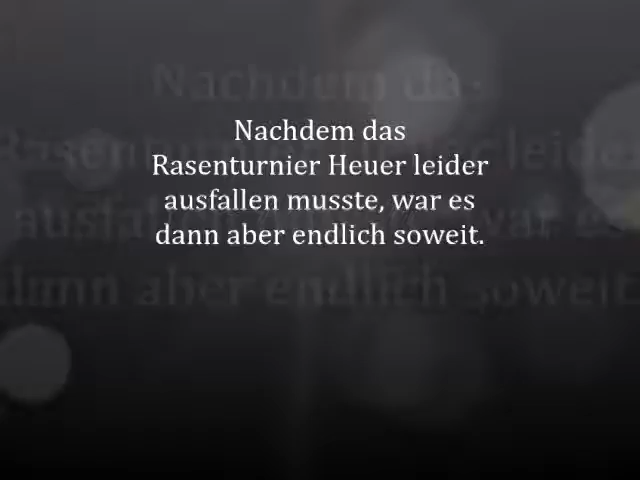 Nachdem das
Rasenturnier Heuer leider
ausfallen musste, war es
dann aber endlich soweit.